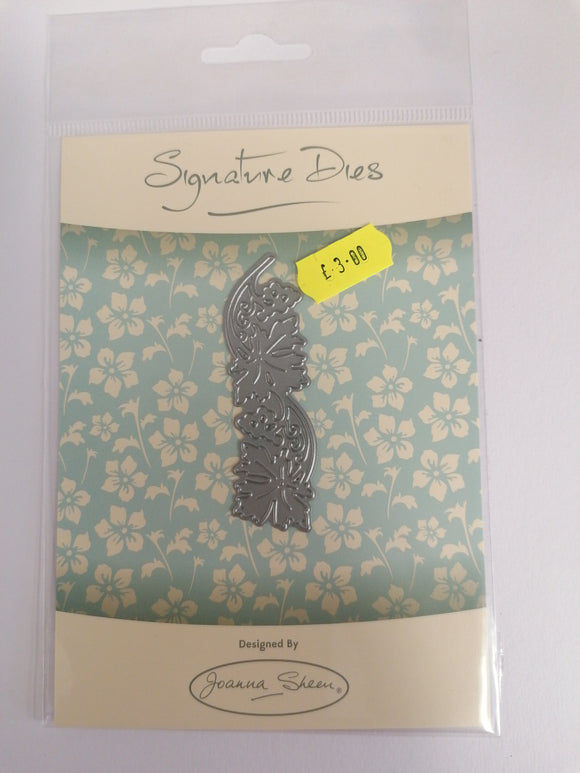 Signature Dies
£3.00
Designed By
Joanna Sheen®